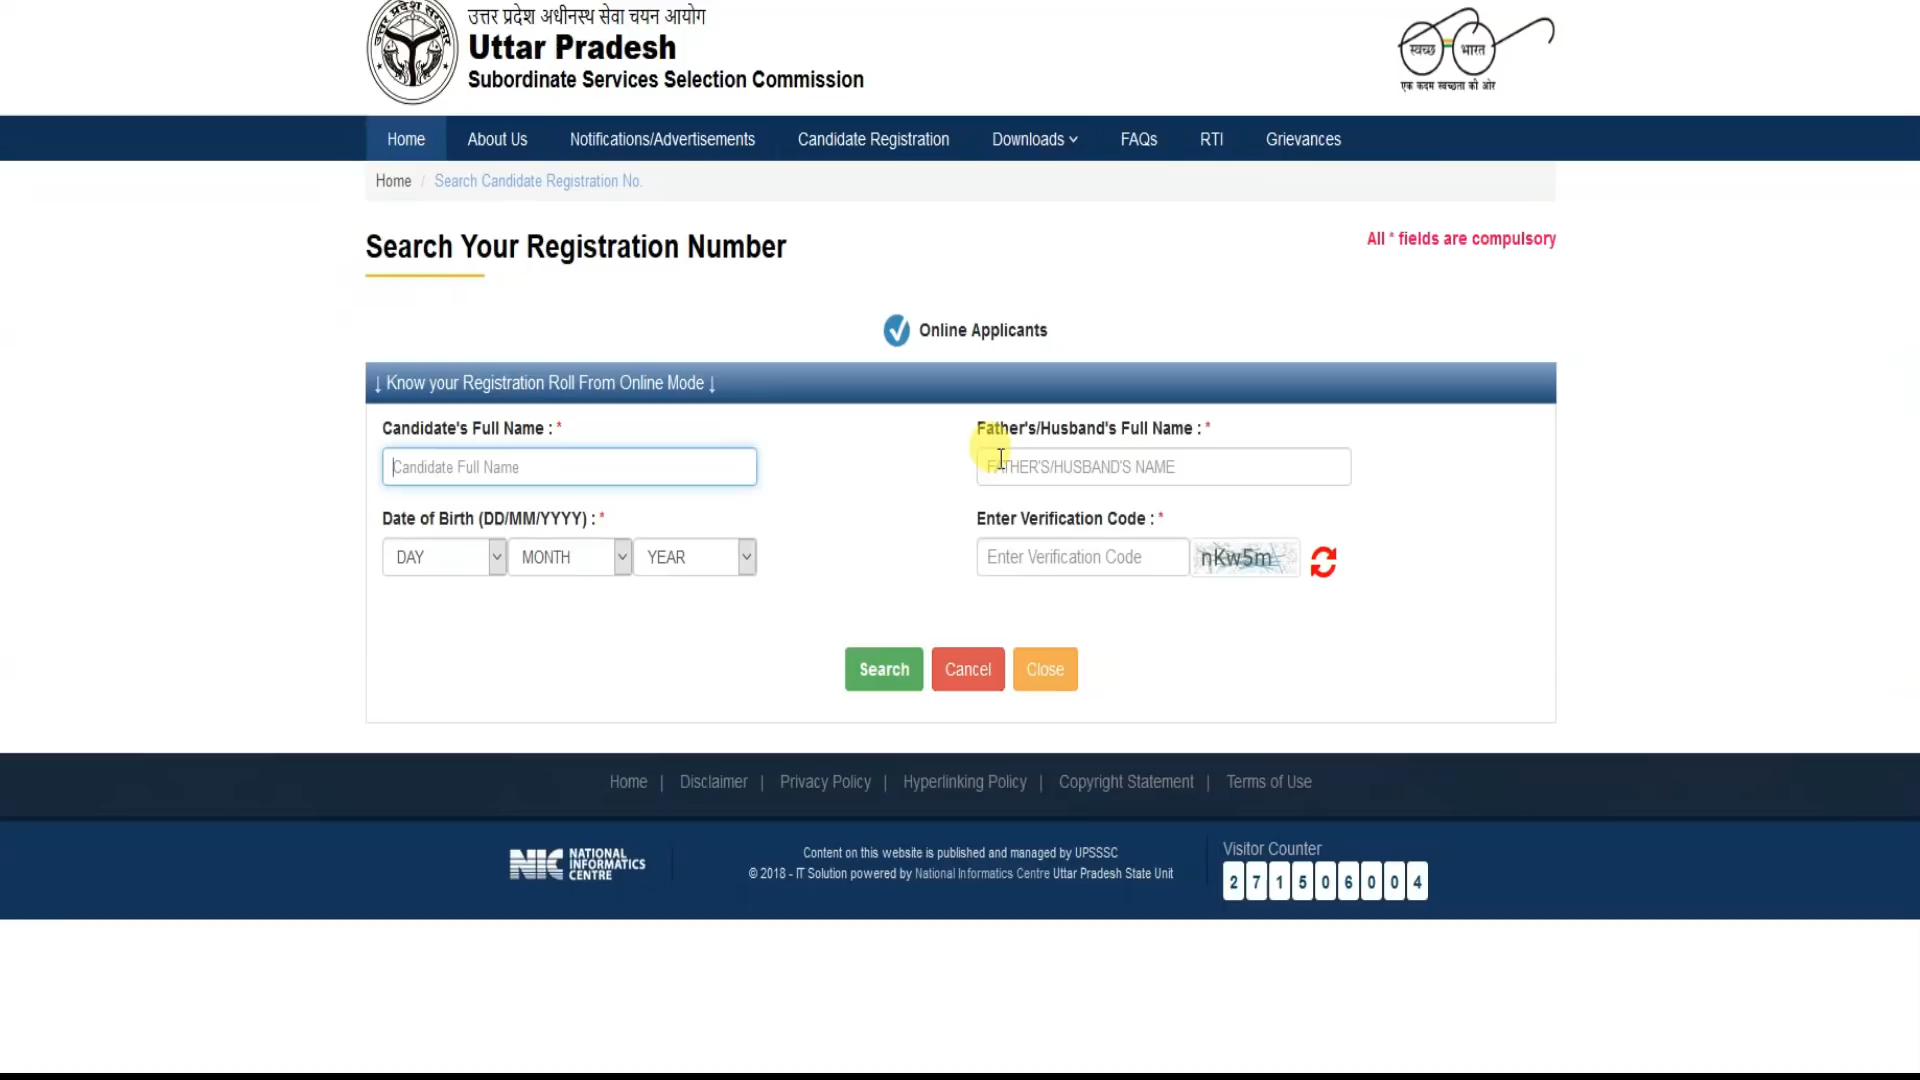 उत्तर प्रदेश अधीनस्थ सेवा चयन आयोग
Uttar Pradesh
Subordinate Services Selection Commission
स्वच्छ भारत
एक कदम स्वच्छता की ओर
Home About Us Notifications/Advertisements Candidate Registration Downloads FAQs RTI Grievances
Home / Search Candidate Registration No.
Search Your Registration Number
All * fields are compulsory
Online Applicants
↓ Know your Registration Roll From Online Mode ↓
Candidate's Full Name : * Father's/Husband's Full Name : *
Candidate Full Name FATHER'S/HUSBAND'S NAME
Date of Birth (DD/MM/YYYY) : * Enter Verification Code : *
DAY MONTH YEAR Enter Verification Code nKw5m
Search Cancel Close
Home | Disclaimer | Privacy Policy | Hyperlinking Policy | Copyright Statement | Terms of Use
NIC NATIONAL INFORMATICS CENTRE
Content on this website is published and managed by UPSSSC
© 2018 - IT Solution powered by National Informatics Centre Uttar Pradesh State Unit
Visitor Counter
2 7 1 5 0 6 0 0 4